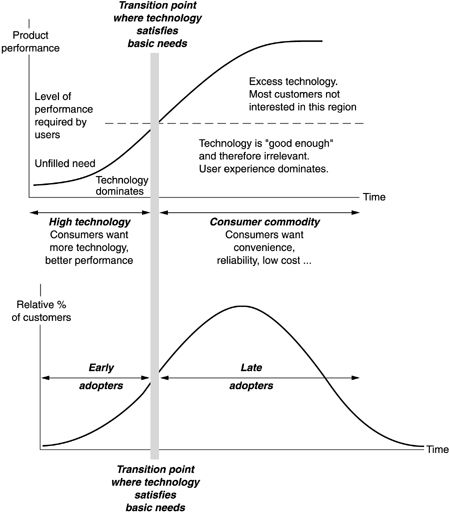 Transition point
where technology
satisfies
basic needs
Product
performance
Excess technology.
Most customers not
interested in this region
Level of
performance
required by
users
Technology is "good enough"
and therefore irrelevant.
User experience dominates.
Unfilled need
Technology
dominates
Time
High technology
Consumers want
more technology,
better performance
Consumer commodity
Consumers want
convenience,
reliability, low cost ...
Relative %
of customers
Early
adopters
Late
adopters
Time
Transition point
where technology
satisfies
basic needs